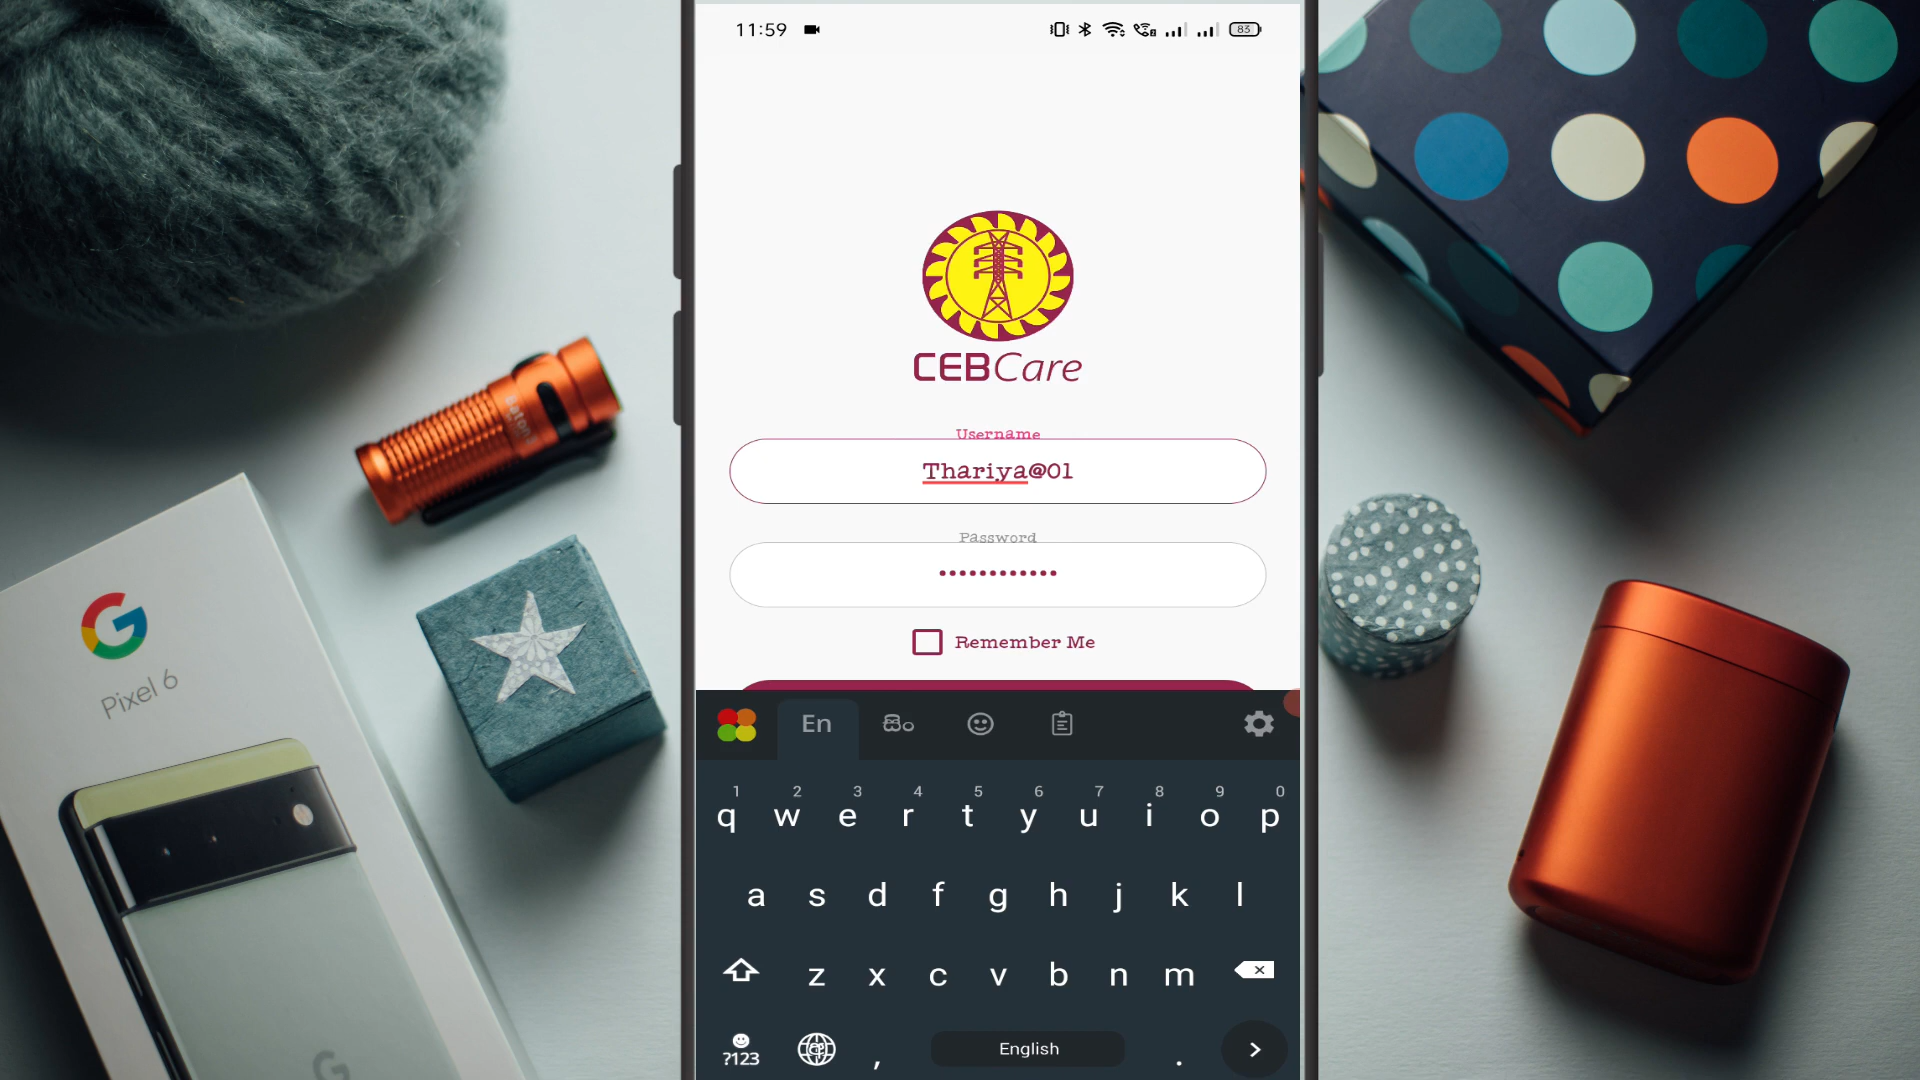 11:59
83
CEBCare
Username
Thariya@01
Password
Remember Me
En
සිං
1 2 3 4 5 6 7 8 9 0
q w e r t y u i o p
a s d f g h j k l
z x c v b n m
?123
,
English
.
G
Pixel 6
G